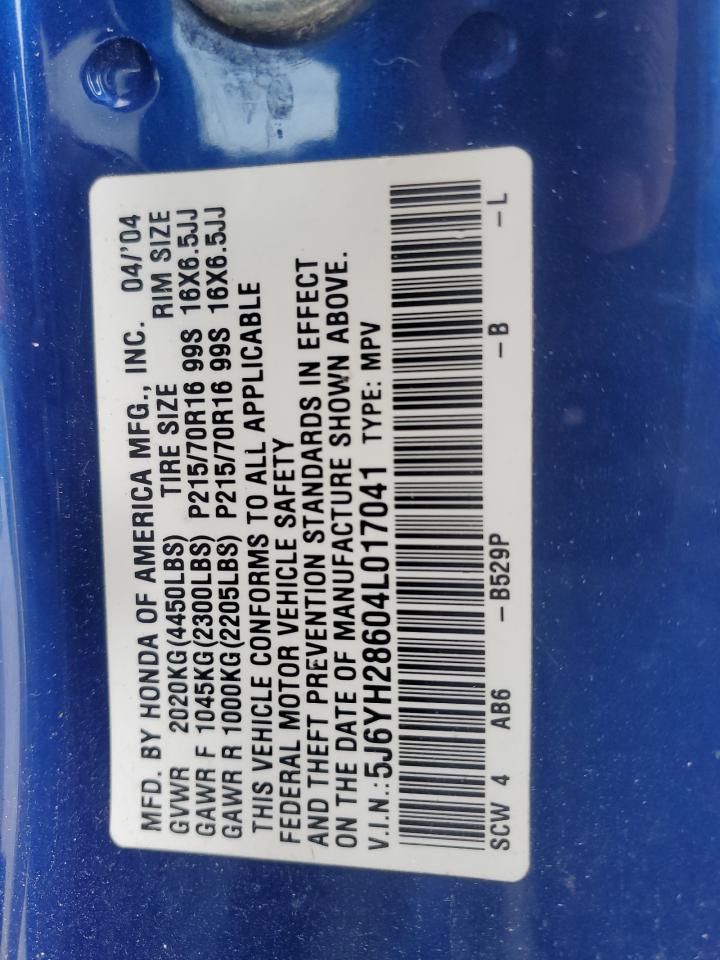 MFD. BY HONDA OF AMERICA MFG., INC. 04/'04
GVWR 2020KG(4450LBS) TIRE SIZE RIM SIZE
GAWR F 1045KG(2300LBS) P215/70R16 99S 16X6.5JJ
GAWR R 1000KG(2205LBS) P215/70R16 99S 16X6.5JJ
THIS VEHICLE CONFORMS TO ALL APPLICABLE
FEDERAL MOTOR VEHICLE SAFETY
AND THEFT PREVENTION STANDARDS IN EFFECT
ON THE DATE OF MANUFACTURE SHOWN ABOVE.
V.I.N.:5J6YH28604L017041 TYPE: MPV
SCW 4 AB6 -B529P -B -L